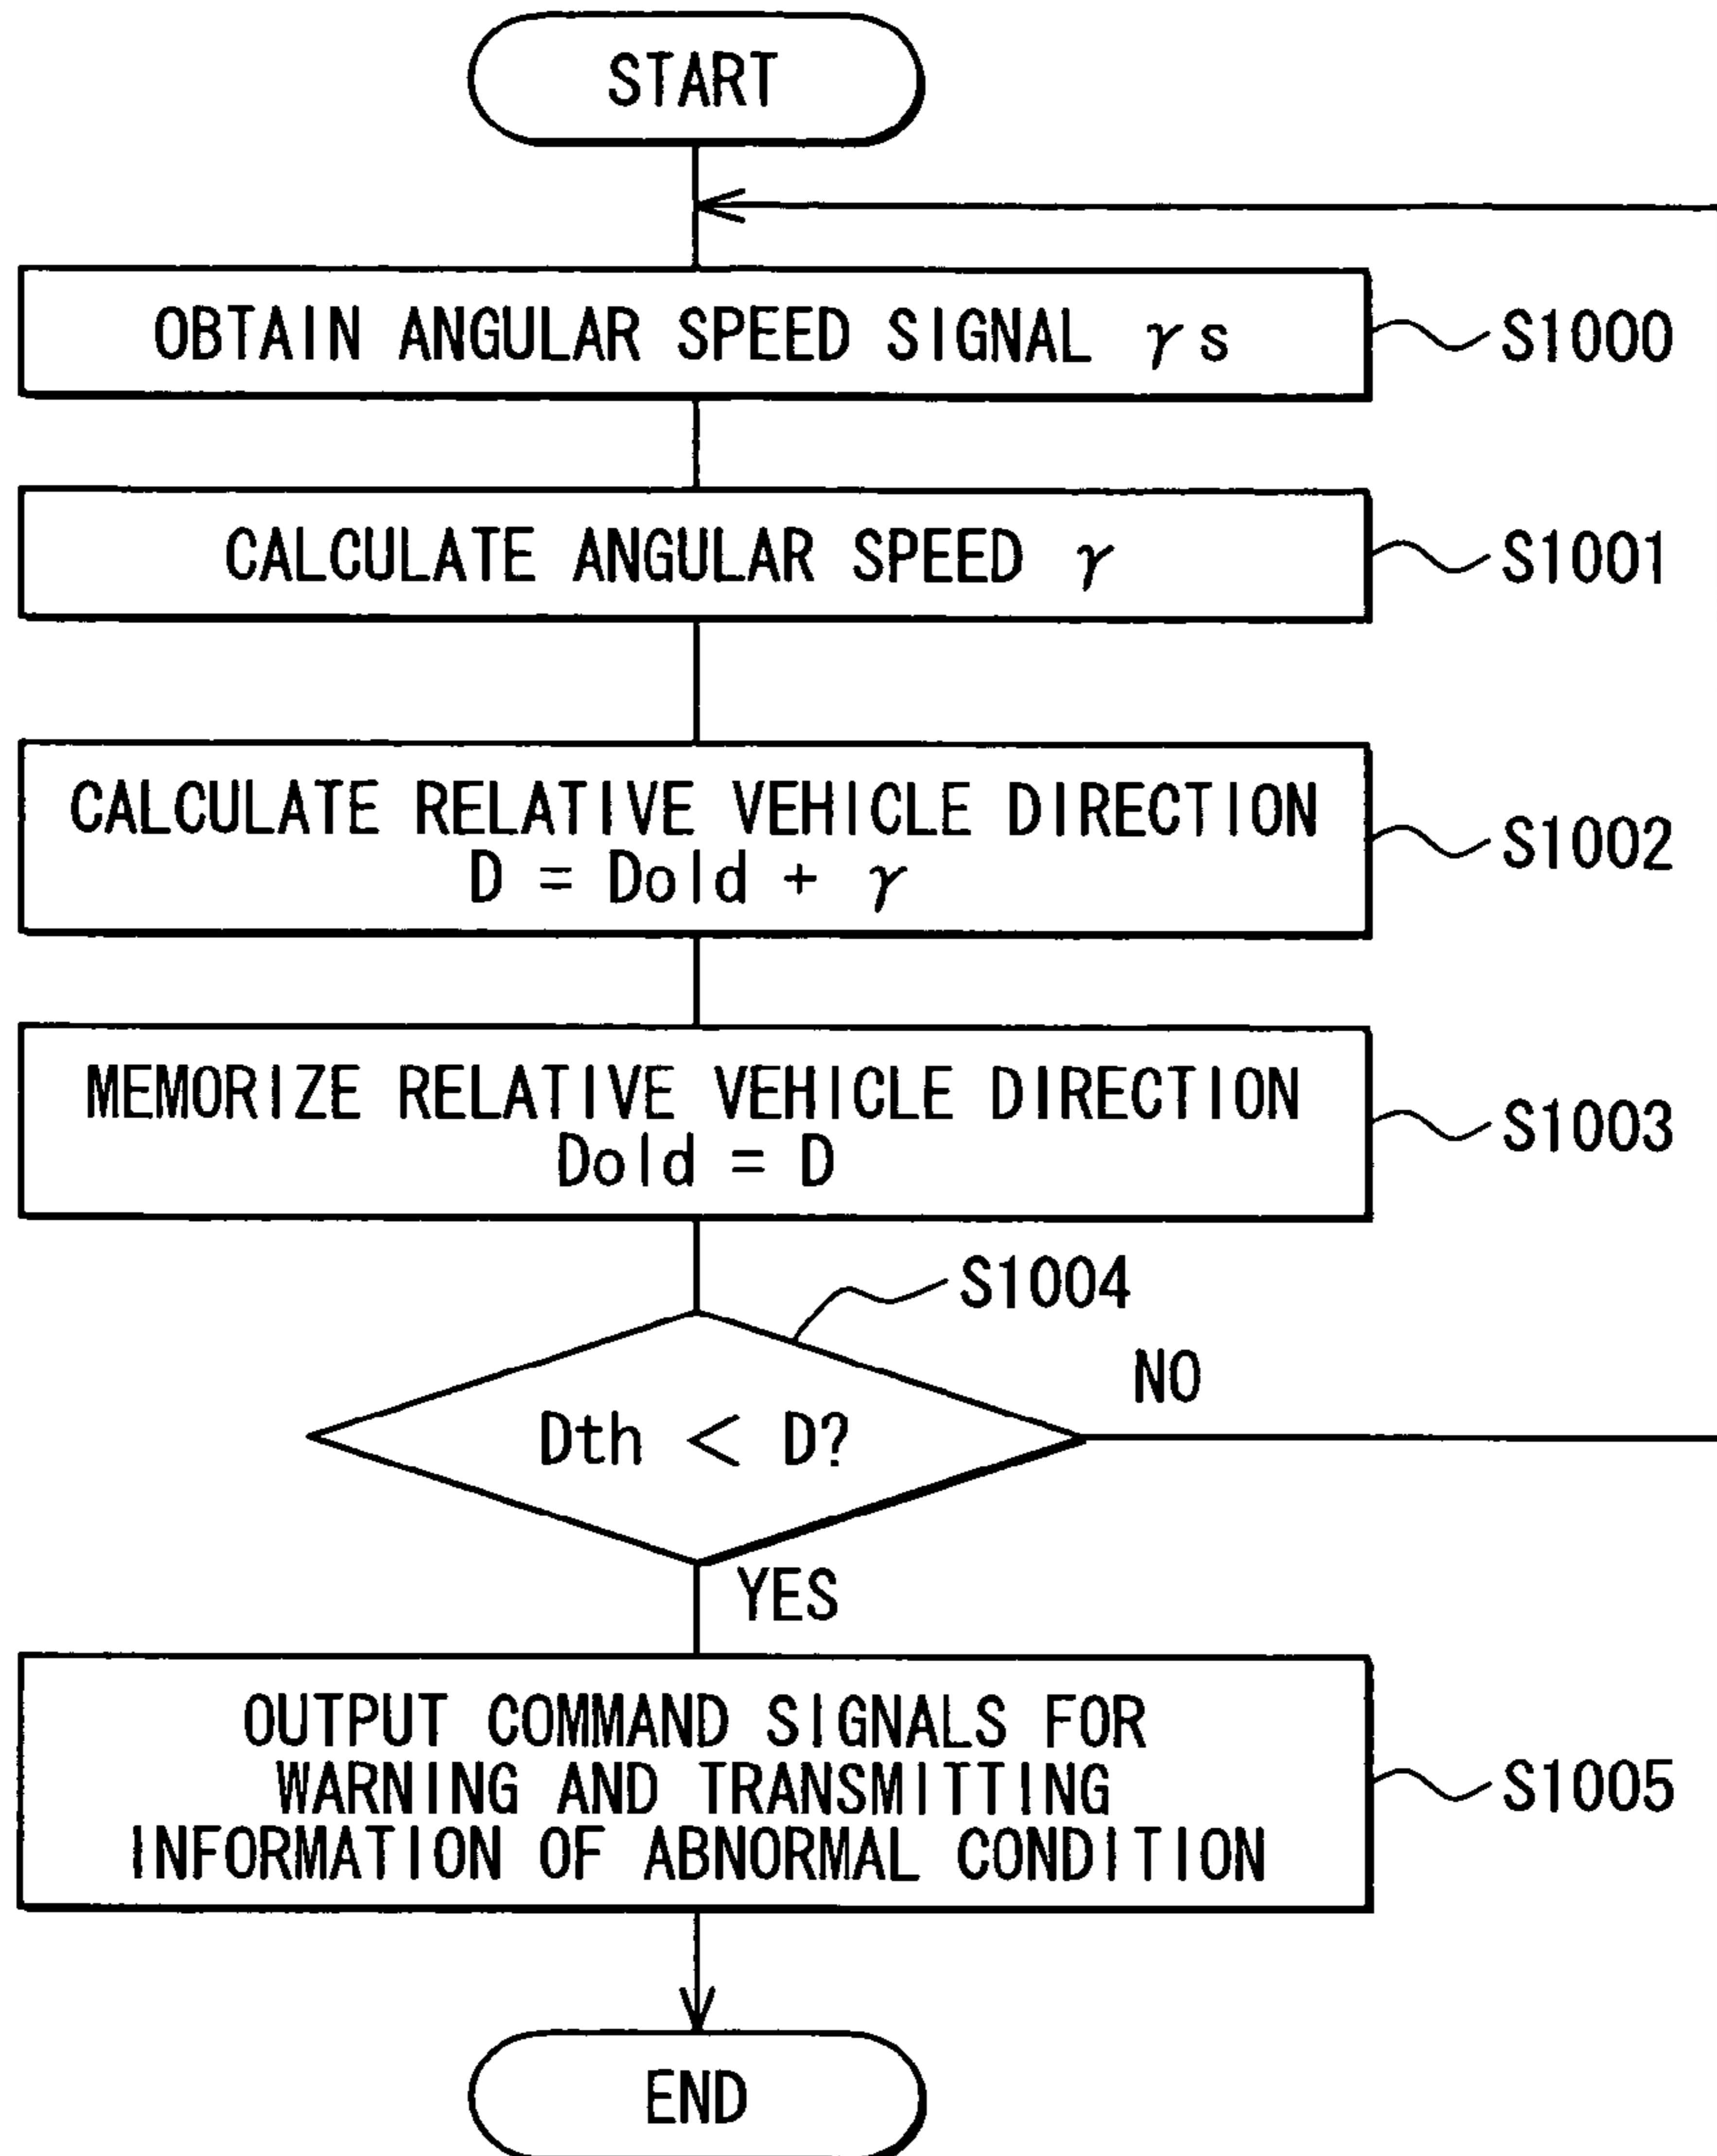 START
OBTAIN ANGULAR SPEED SIGNAL γs
S1000
CALCULATE ANGULAR SPEED γ
S1001
CALCULATE RELATIVE VEHICLE DIRECTION
D = Dold + γ
S1002
MEMORIZE RELATIVE VEHICLE DIRECTION
Dold = D
S1003
S1004
Dth < D?
NO
YES
OUTPUT COMMAND SIGNALS FOR
WARNING AND TRANSMITTING
INFORMATION OF ABNORMAL CONDITION
S1005
END